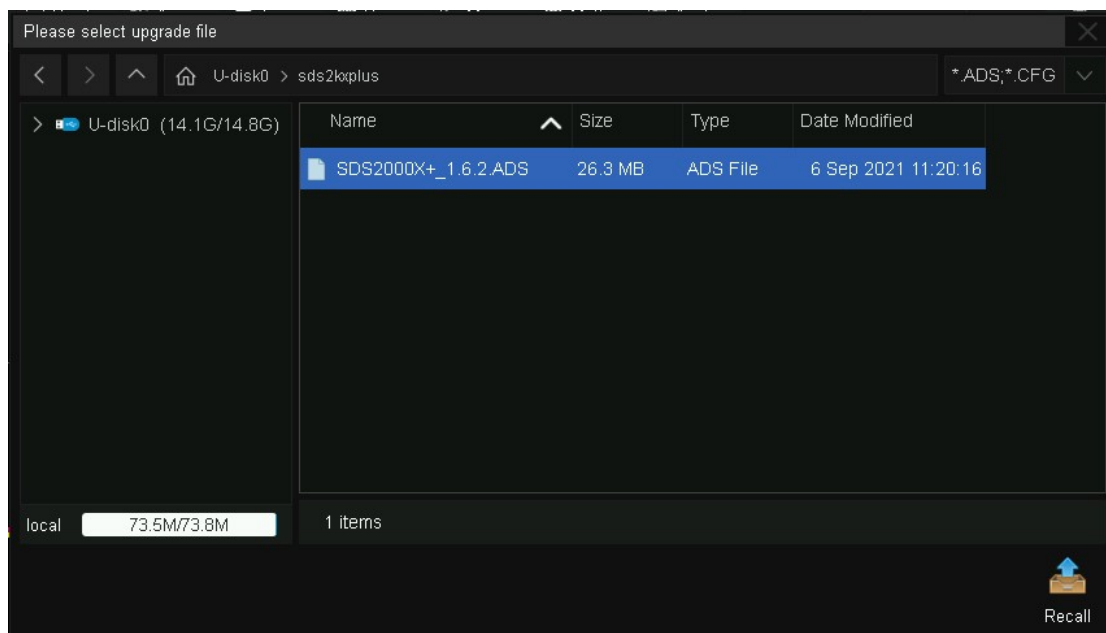 Please select upgrade file
U-disk0 > sds2kxplus
*.ADS;*.CFG
U-disk0 (14.1G/14.8G)
Name Size Type Date Modified
SDS2000X+_1.6.2.ADS 26.3 MB ADS File 6 Sep 2021 11:20:16
local 73.5M/73.8M
1 items
Recall